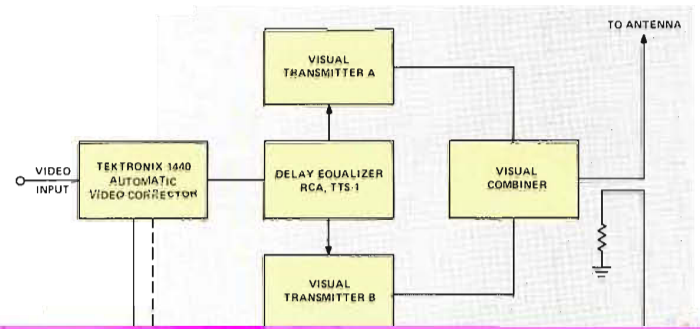 TO ANTENNA
VISUAL
TRANSMITTER A
VIDEO
INPUT
TEKTRONIX 1440
AUTOMATIC
VIDEO CORRECTOR
DELAY EQUALIZER
RCA, TTS-1
VISUAL
COMBINER
VISUAL
TRANSMITTER B